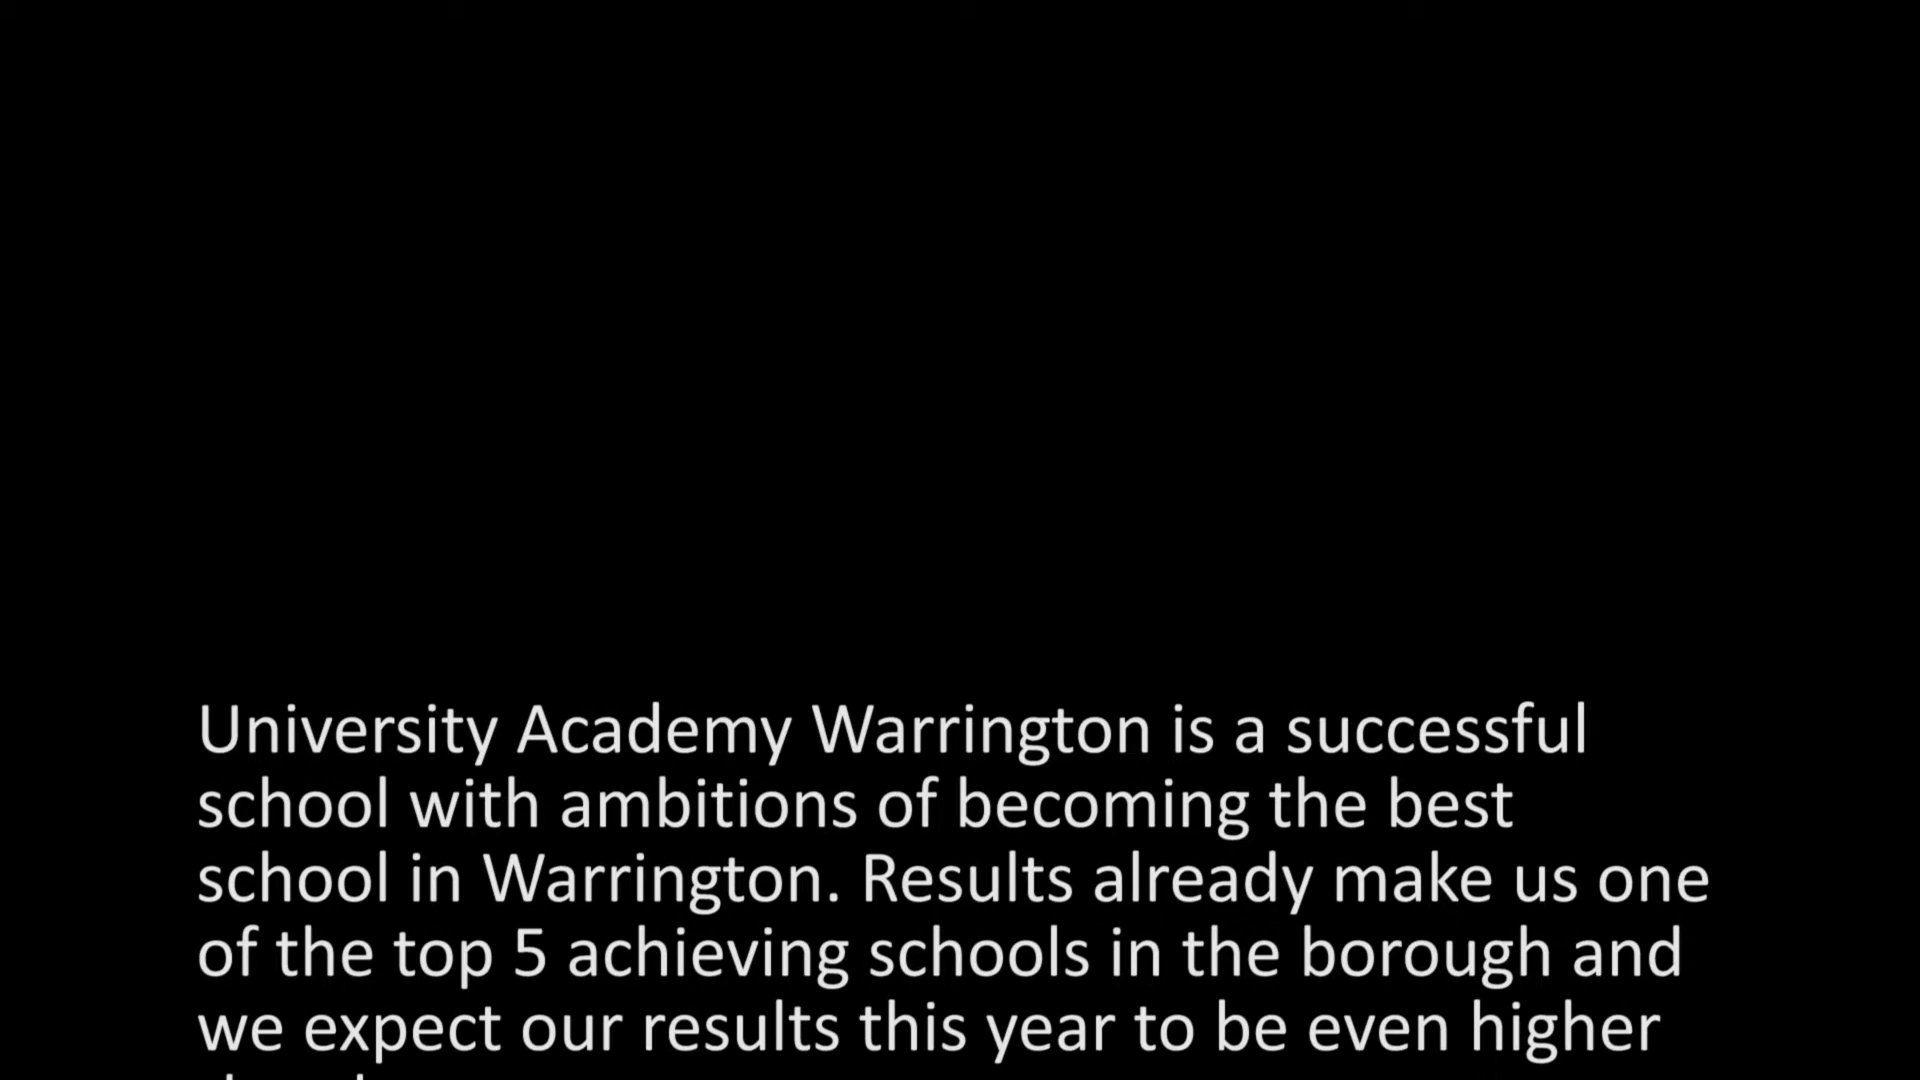 University Academy Warrington is a successful
school with ambitions of becoming the best
school in Warrington. Results already make us one
of the top 5 achieving schools in the borough and
we expect our results this year to be even higher